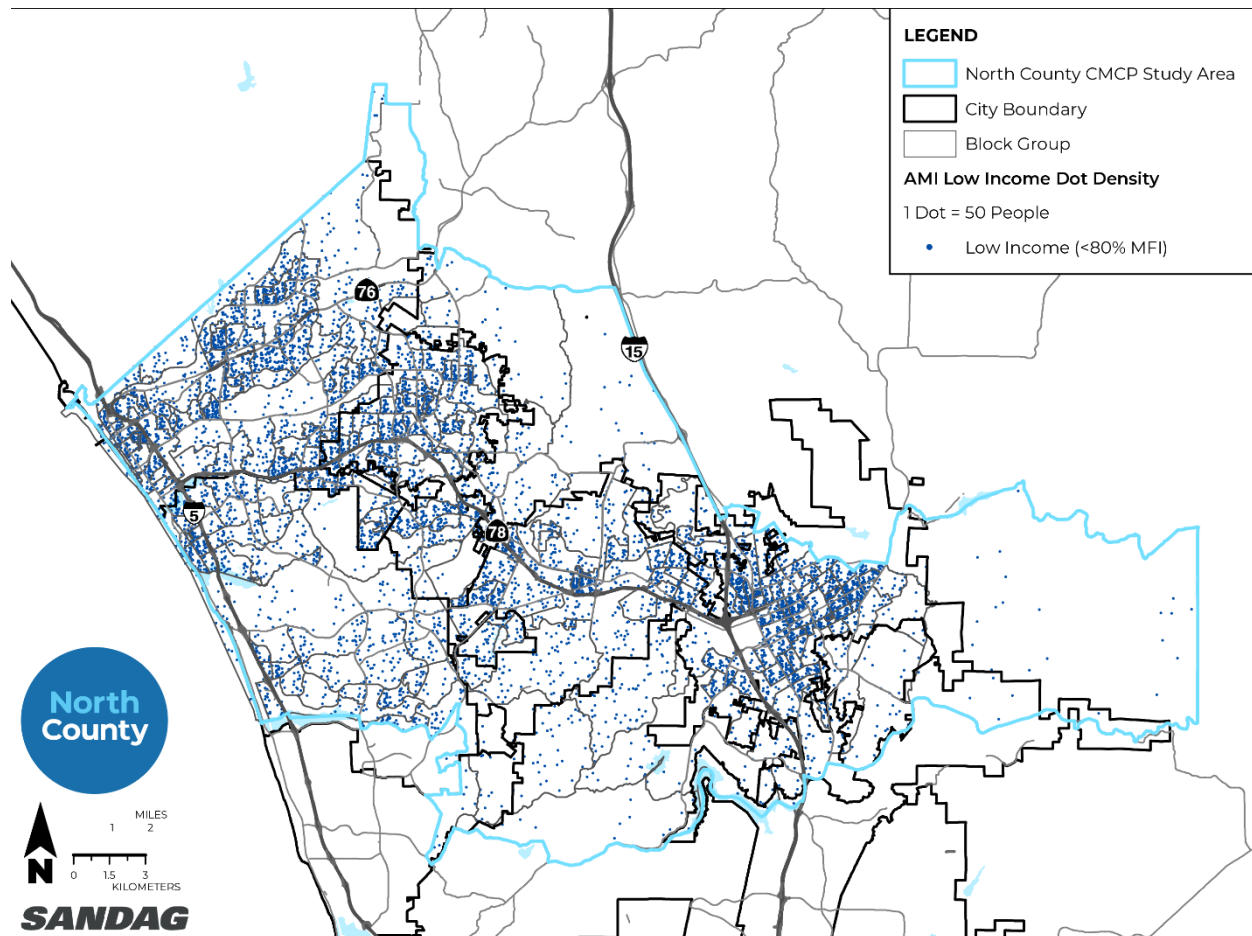 LEGEND
North County CMCP Study Area
City Boundary
Block Group
AMI Low Income Dot Density
1 Dot = 50 People
Low Income (<80% MFI)
76
15
5
78
North
County
MILES
1 2
0 1.5 3
KILOMETERS
N
SANDAG